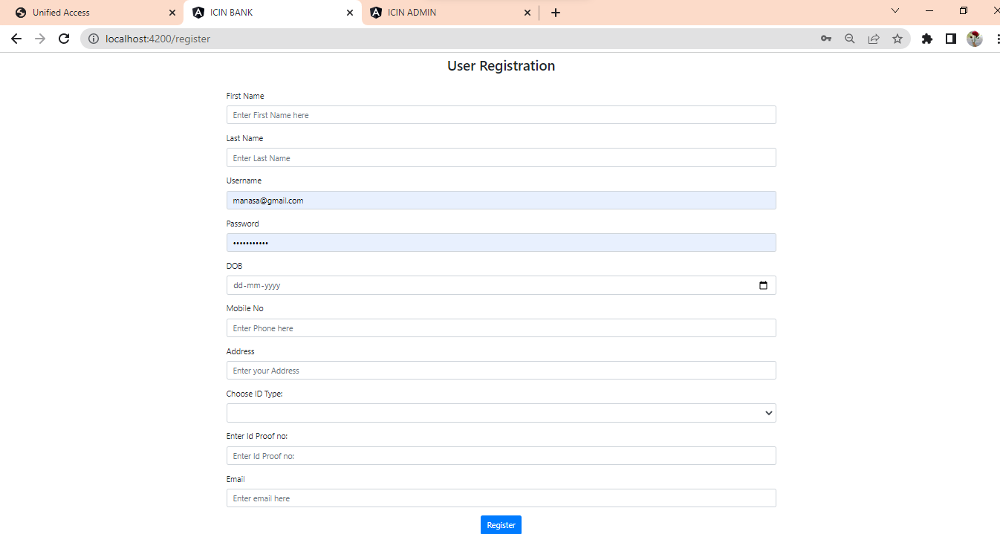 Unified Access
ICIN BANK
ICIN ADMIN
localhost:4200/register
User Registration
First Name
Enter First Name here
Last Name
Enter Last Name
Username
manasa@gmail.com
Password
•••••••••••
DOB
dd-mm-yyyy
Mobile No
Enter Phone here
Address
Enter your Address
Choose ID Type:
Enter Id Proof no:
Enter Id Proof no:
Email
Enter email here
Register